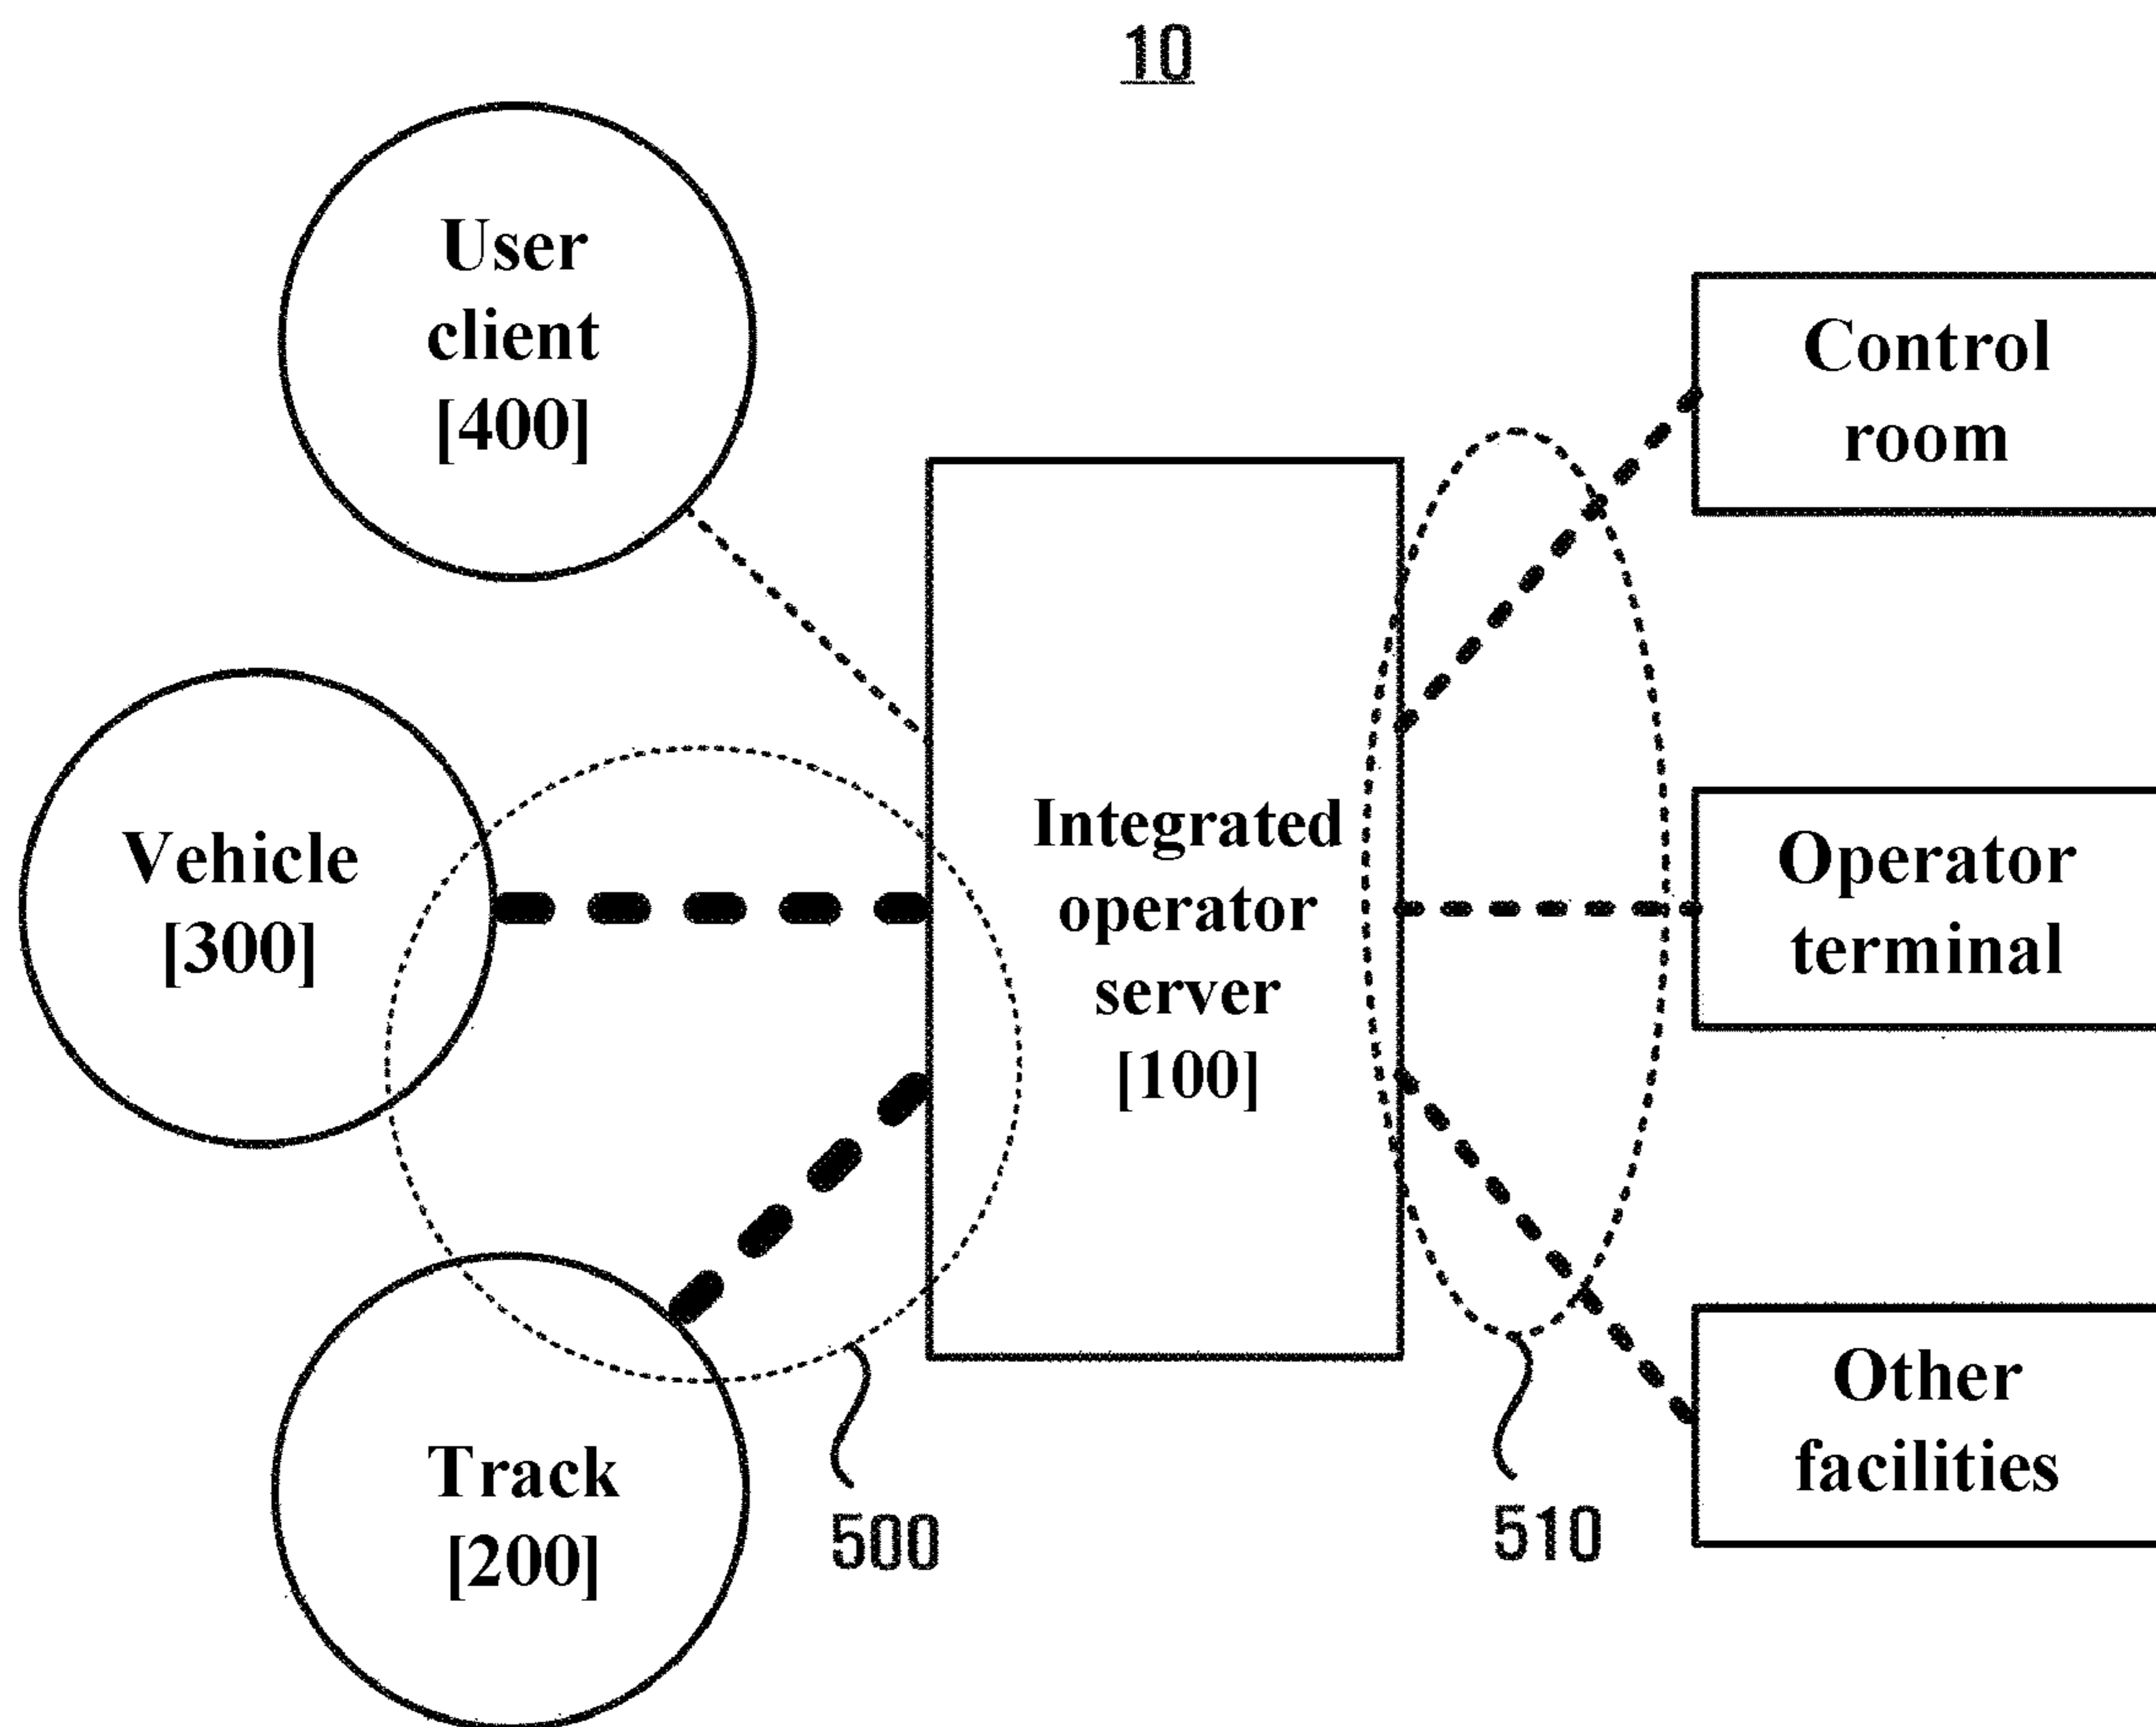 10
User
client
[400]
Vehicle
[300]
Track
[200]
500
Integrated
operator
server
[100]
510
Control
room
Operator
terminal
Other
facilities